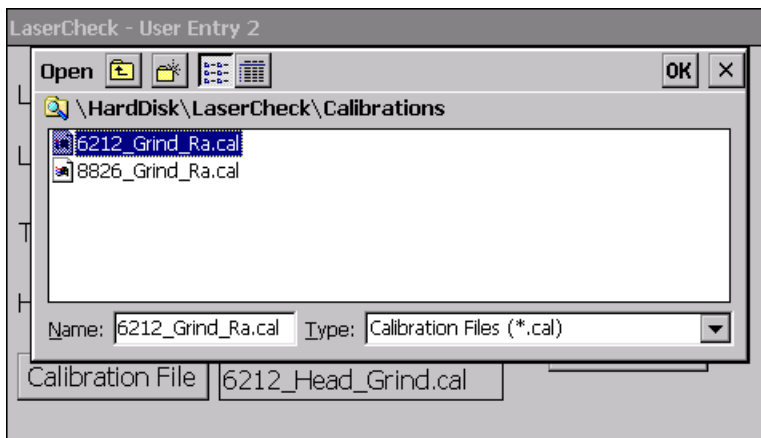 LaserCheck - User Entry 2
Open OK
\HardDisk\LaserCheck\Calibrations
6212_Grind_Ra.cal
8826_Grind_Ra.cal
Name: 6212_Grind_Ra.cal Type: Calibration Files (*.cal)
Calibration File 6212_Head_Grind.cal